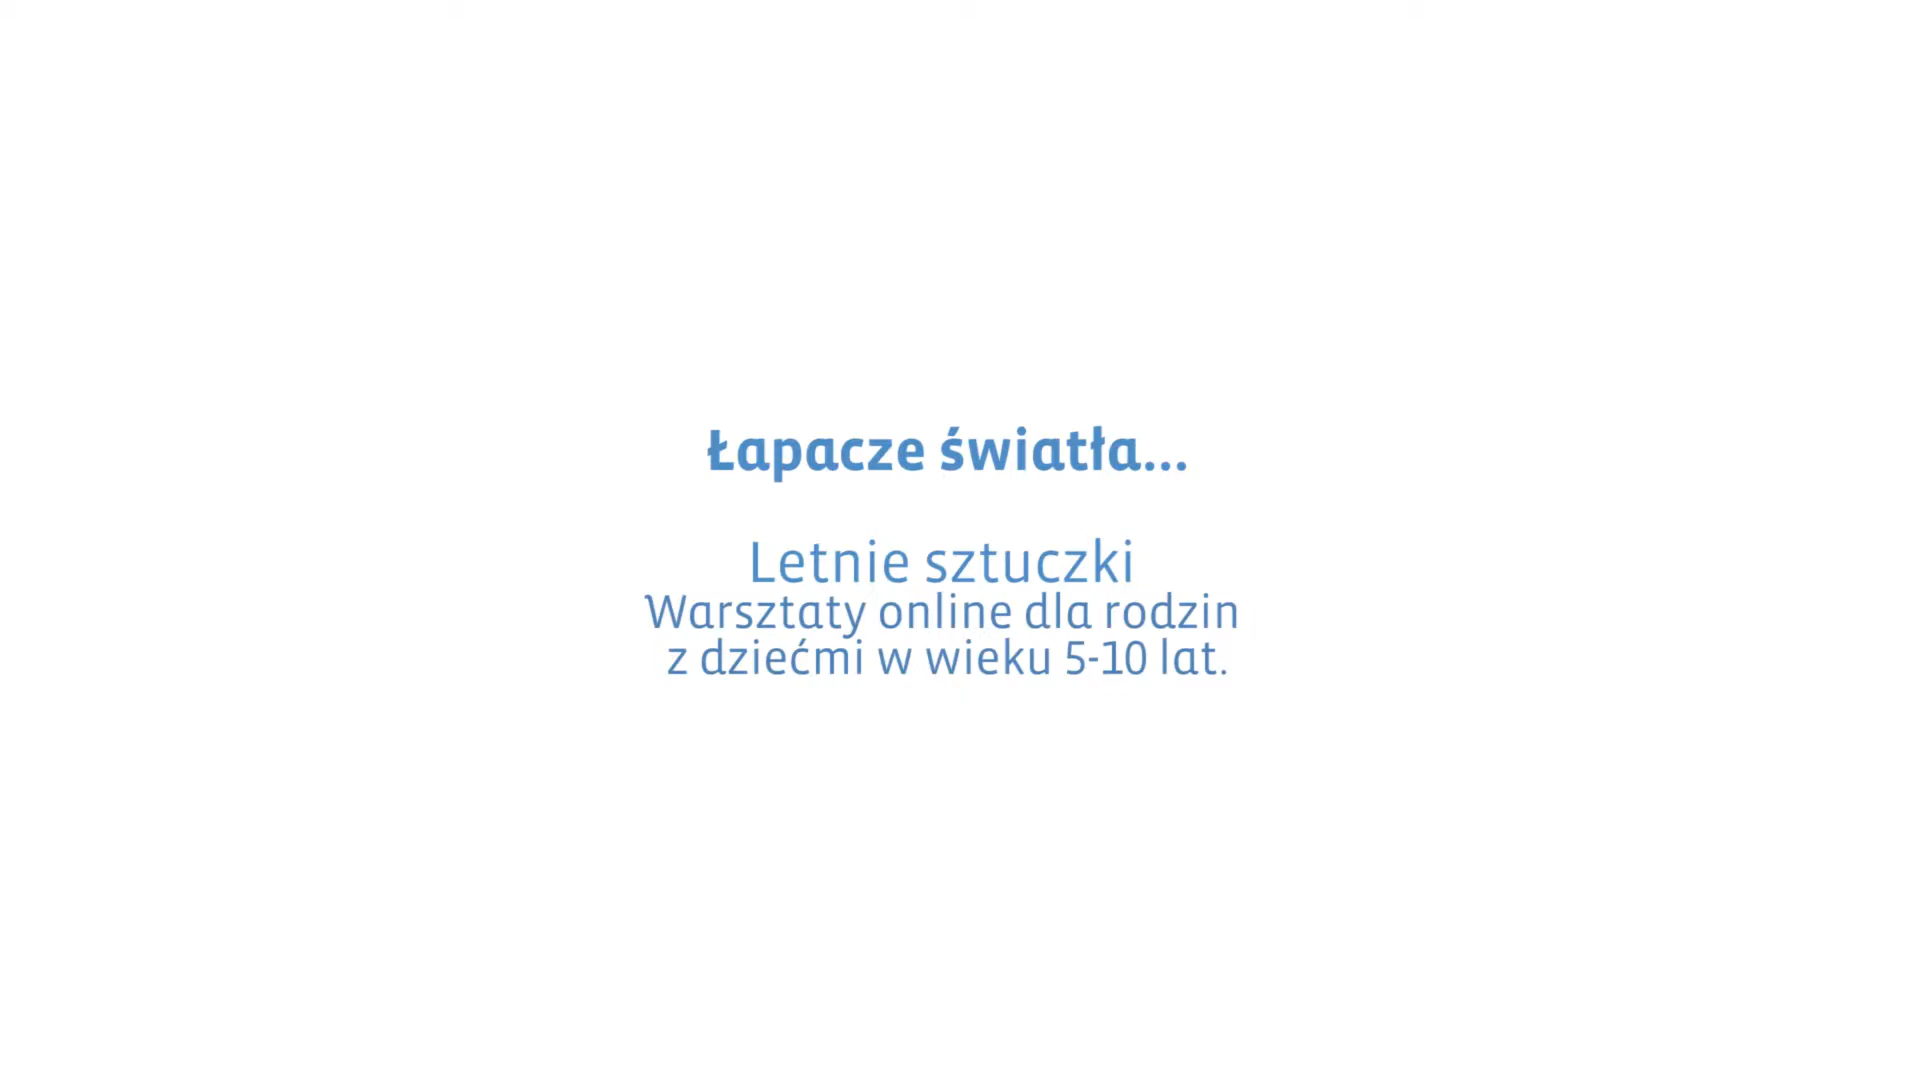 Łapacze światła...
Letnie sztuczki
Warsztaty online dla rodzin
z dziećmi w wieku 5-10 lat.